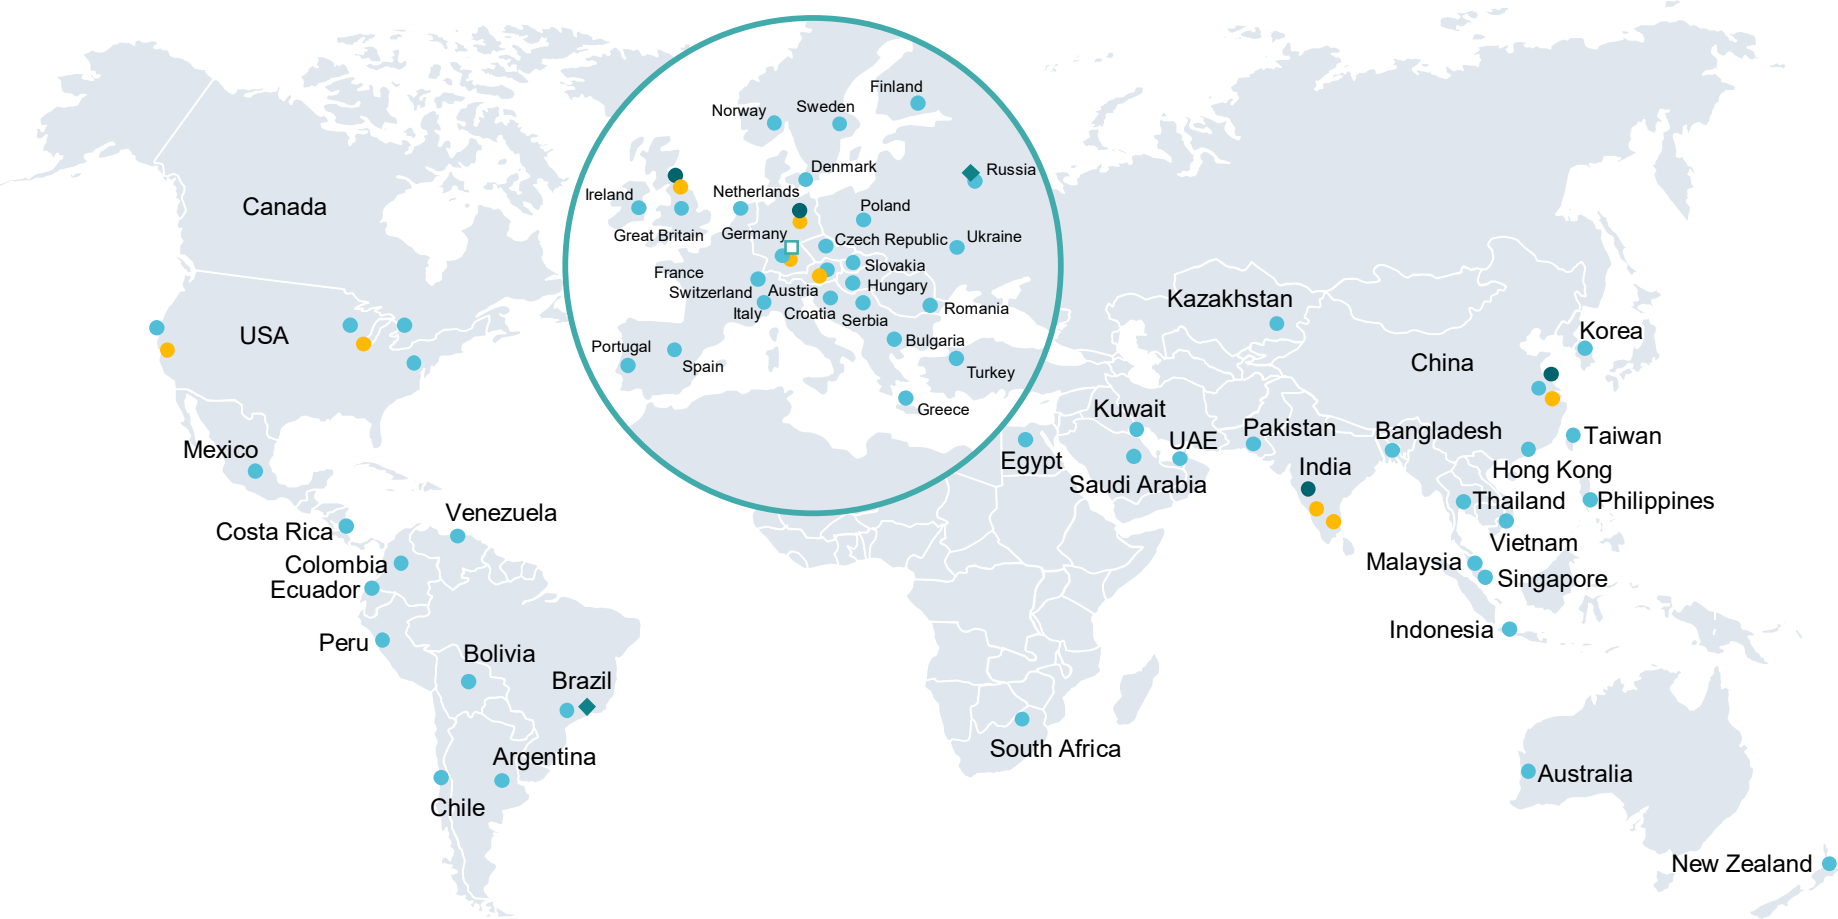 Canada
USA
Mexico
Costa Rica
Venezuela
Colombia
Ecuador
Peru
Bolivia
Brazil
Argentina
Chile
Finland
Norway
Sweden
Denmark
Russia
Ireland
Netherlands
Poland
Great Britain
Germany
Czech Republic
Ukraine
France
Slovakia
Switzerland
Austria
Hungary
Italy
Croatia
Serbia
Romania
Portugal
Spain
Bulgaria
Turkey
Greece
Kazakhstan
Korea
China
Kuwait
UAE
Pakistan
Bangladesh
Taiwan
Egypt
Saudi Arabia
India
Hong Kong
Thailand
Philippines
Vietnam
Malaysia
Singapore
Indonesia
South Africa
Australia
New Zealand